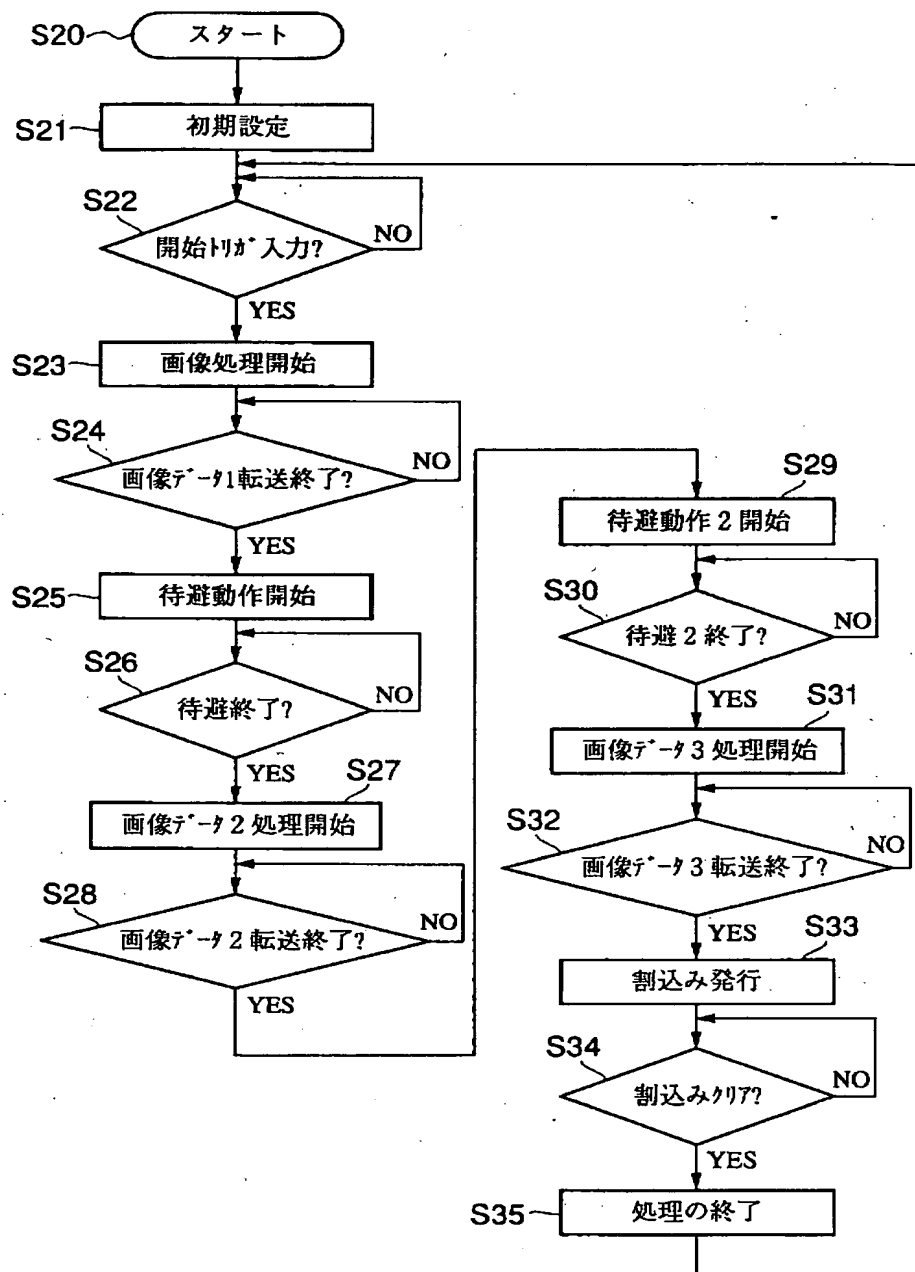 S20
スタート
S21
初期設定
S22
開始トリガ入力?
NO
YES
S23
画像処理開始
S24
画像データ1転送終了?
NO
YES
S25
待避動作開始
S26
待避終了?
NO
YES
S27
画像データ2処理開始
S28
画像データ2転送終了?
NO
YES
S29
待避動作2開始
S30
待避2終了?
NO
YES
S31
画像データ3処理開始
S32
画像データ3転送終了?
NO
YES
S33
割込み発行
S34
割込みクリア?
NO
YES
S35
処理の終了